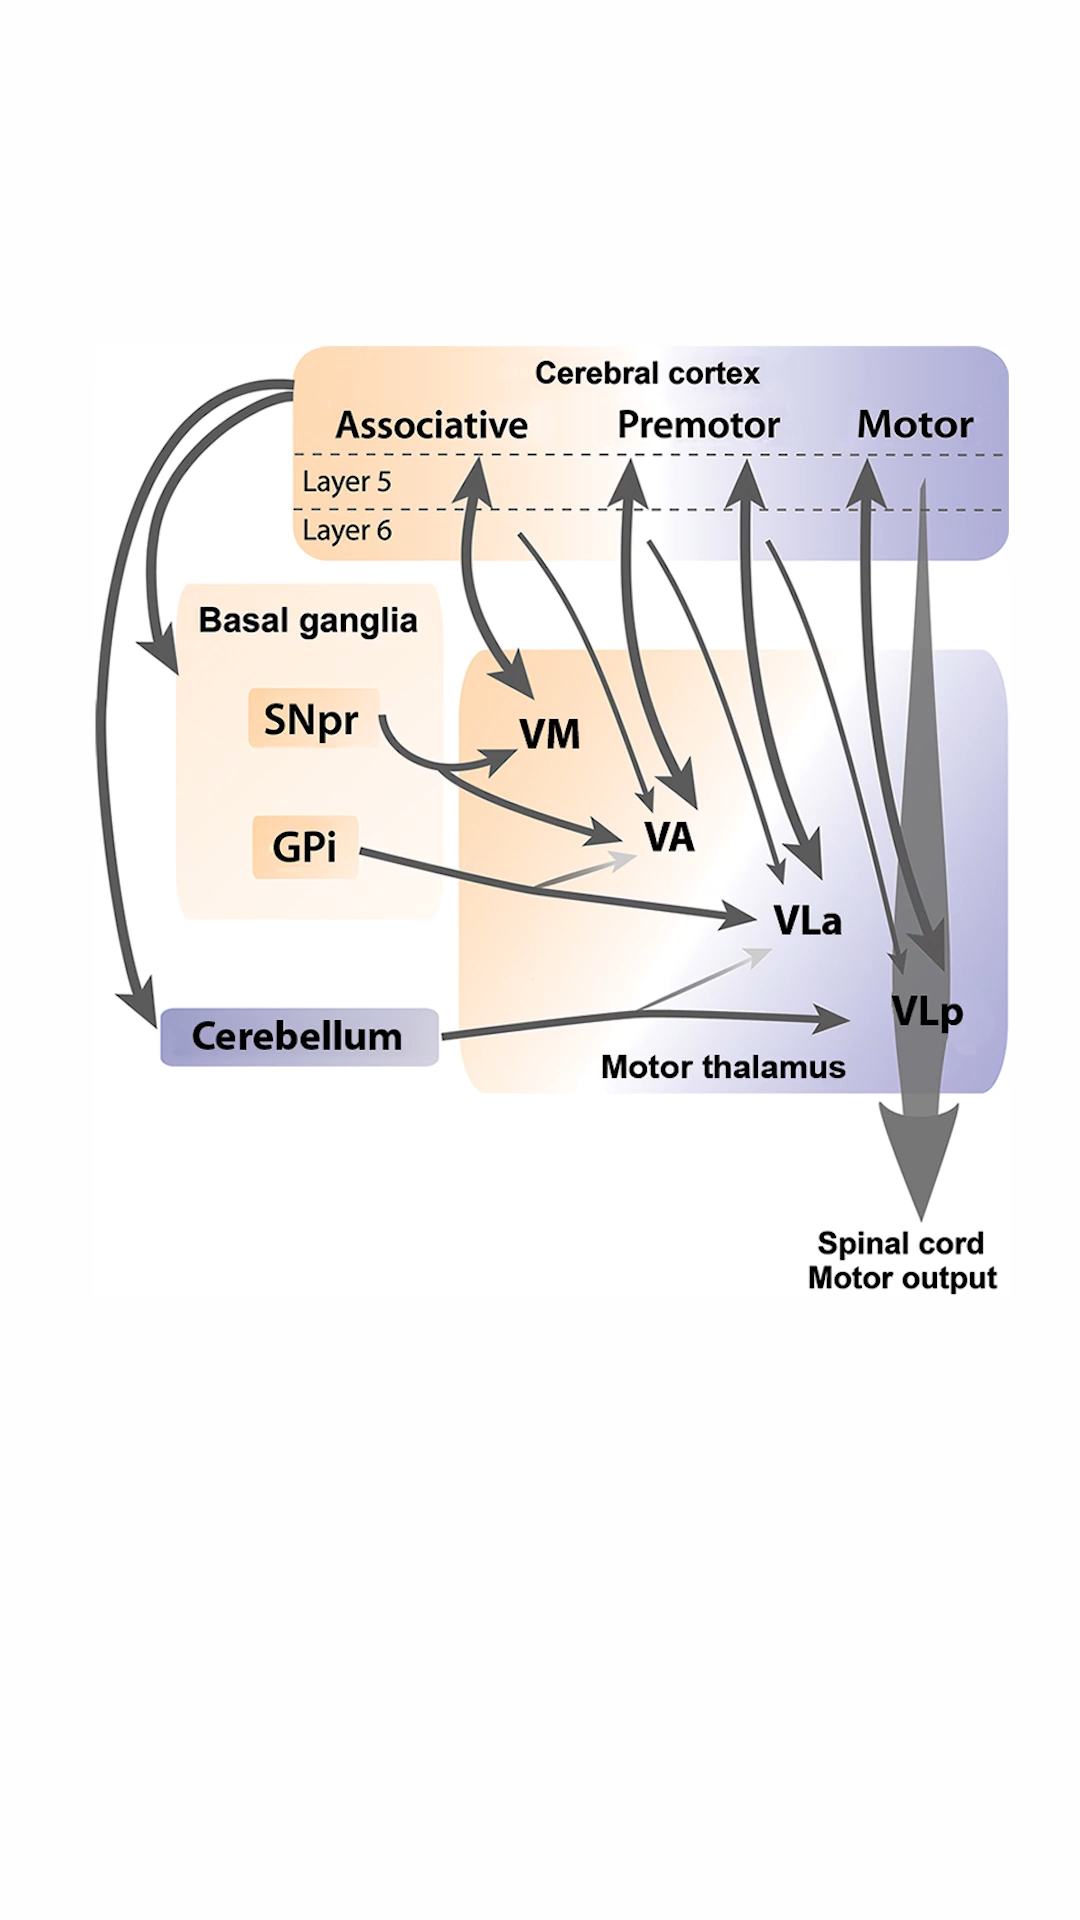 Cerebral cortex
Associative Premotor Motor
Layer 5
Layer 6
Basal ganglia
SNpr
VM
GPi
VA
VLa
VLp
Cerebellum
Motor thalamus
Spinal cord
Motor output